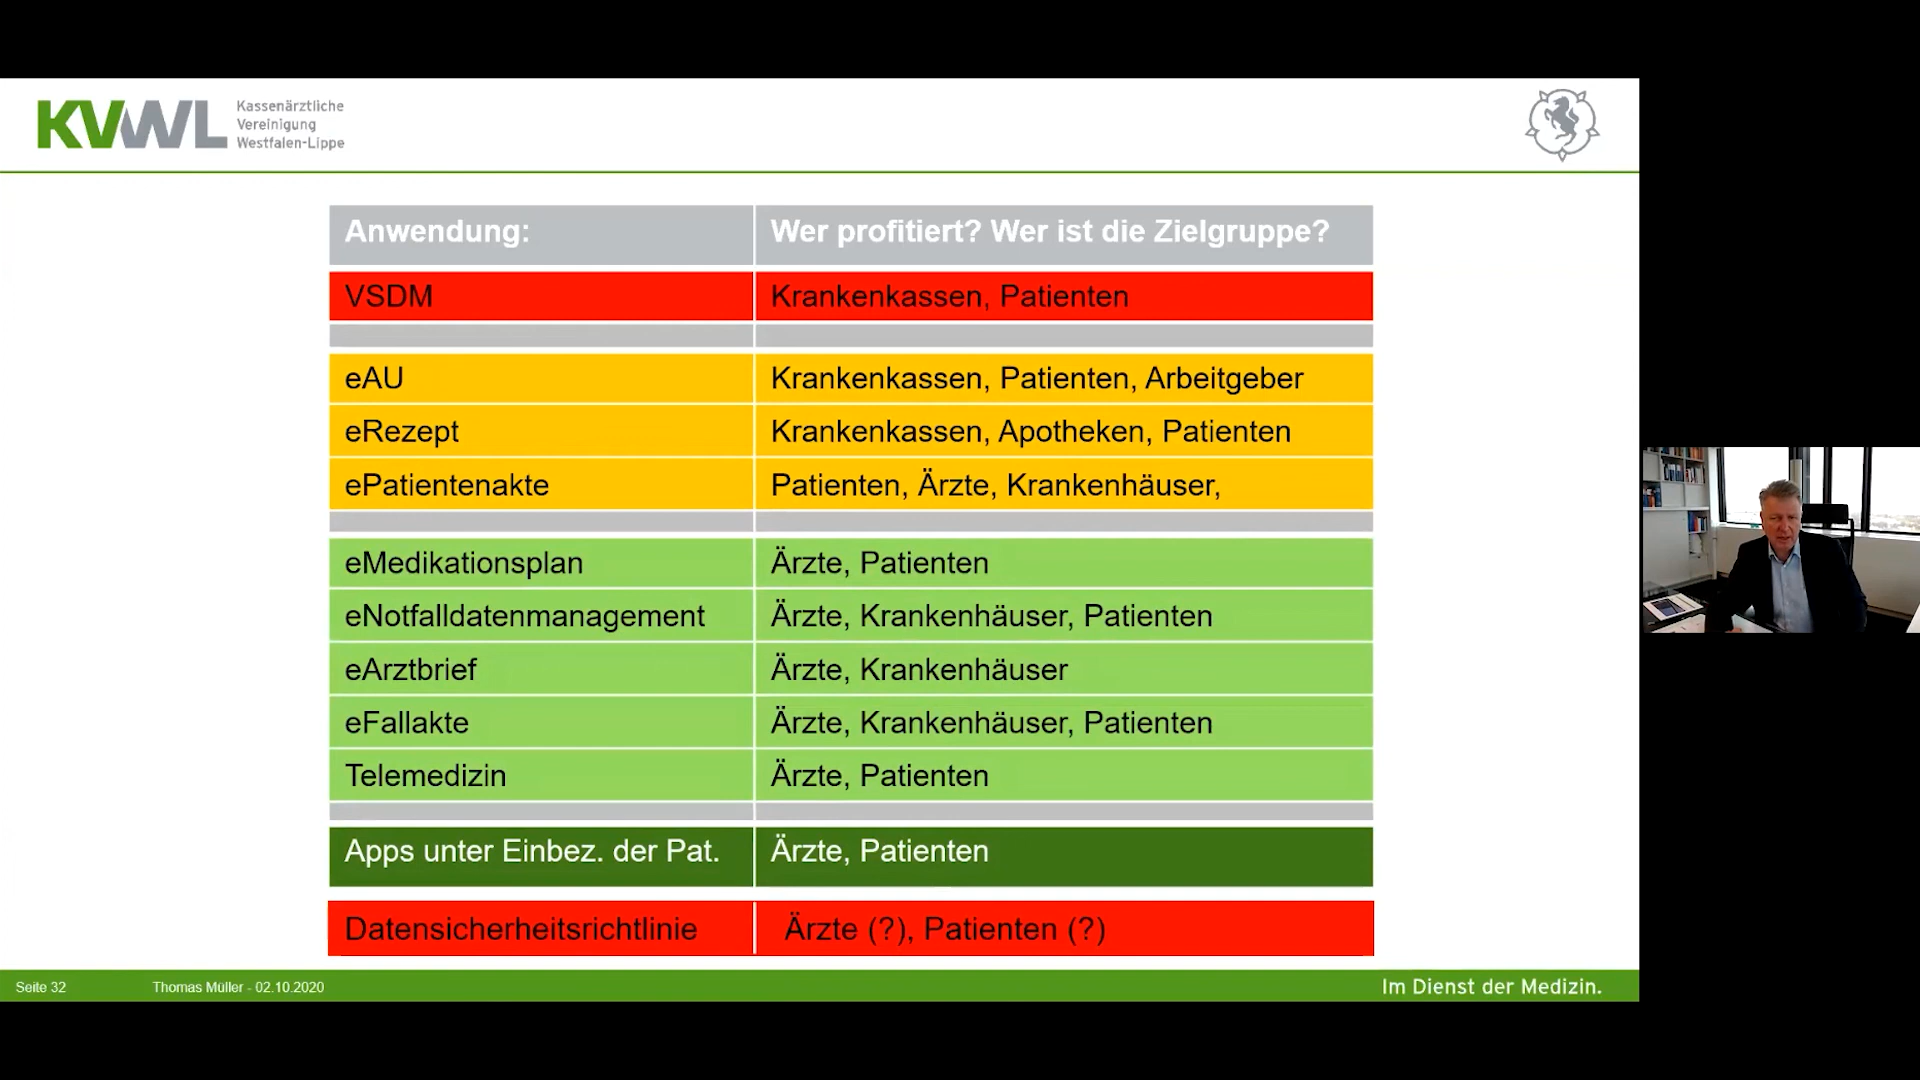 KVWL
Kassenärztliche
Vereinigung
Westfalen-Lippe
Anwendung: Wer profitiert? Wer ist die Zielgruppe?
VSDM Krankenkassen, Patienten
eAU Krankenkassen, Patienten, Arbeitgeber
eRezept Krankenkassen, Apotheken, Patienten
ePatientenakte Patienten, Ärzte, Krankenhäuser,
eMedikationsplan Ärzte, Patienten
eNotfalldatenmanagement Ärzte, Krankenhäuser, Patienten
eArztbrief Ärzte, Krankenhäuser
eFallakte Ärzte, Krankenhäuser, Patienten
Telemedizin Ärzte, Patienten
Apps unter Einbez. der Pat. Ärzte, Patienten
Datensicherheitsrichtlinie Ärzte (?), Patienten (?)
Seite 32 Thomas Müller - 02.10.2020 Im Dienst der Medizin.